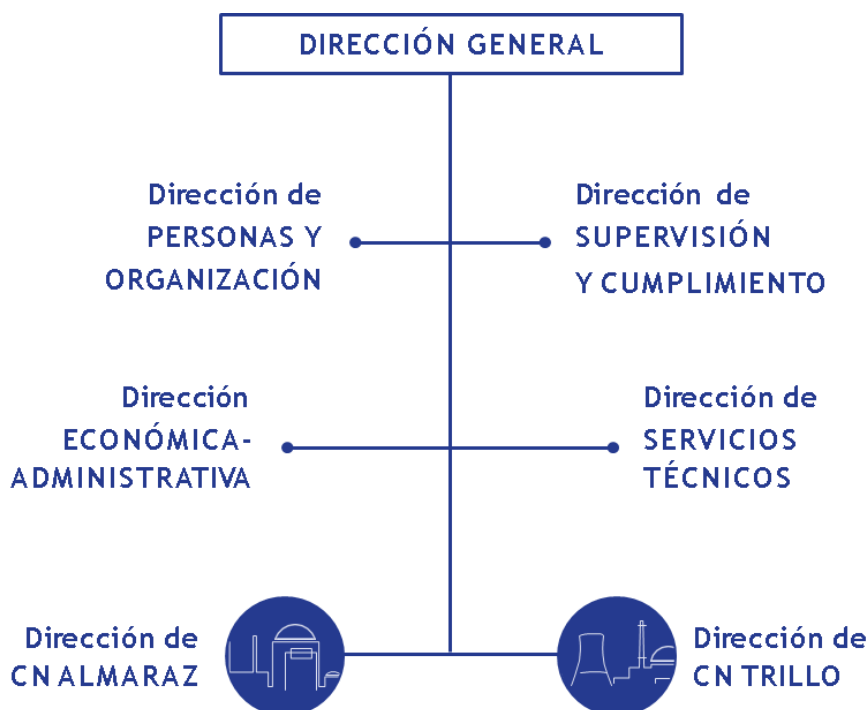 DIRECCIÓN GENERAL
Dirección de
PERSONAS Y
ORGANIZACIÓN
Dirección de
SUPERVISIÓN
Y CUMPLIMIENTO
Dirección
ECONÓMICA-
ADMINISTRATIVA
Dirección de
SERVICIOS
TÉCNICOS
Dirección de
CN ALMARAZ
Dirección de
CN TRILLO